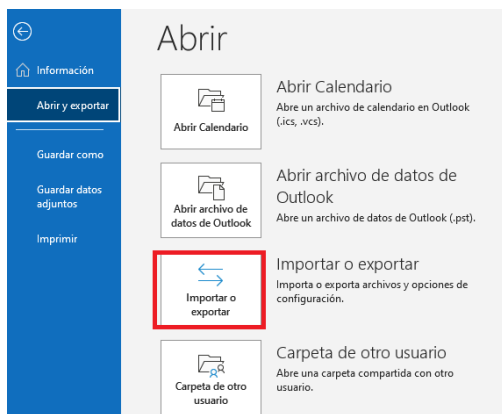 Abrir
Información
Abrir y exportar
Guardar como
Guardar datos
adjuntos
Imprimir
Abrir Calendario
Abrir Calendario
Abre un archivo de calendario en Outlook
(.ics, .vcs).
Abrir archivo de
datos de Outlook
Abrir archivo de datos de
Outlook
Abre un archivo de datos de Outlook (.pst).
Importar o
exportar
Importar o exportar
Importa o exporta archivos y opciones de
configuración.
Carpeta de otro
usuario
Carpeta de otro usuario
Abre una carpeta compartida con otro
usuario.